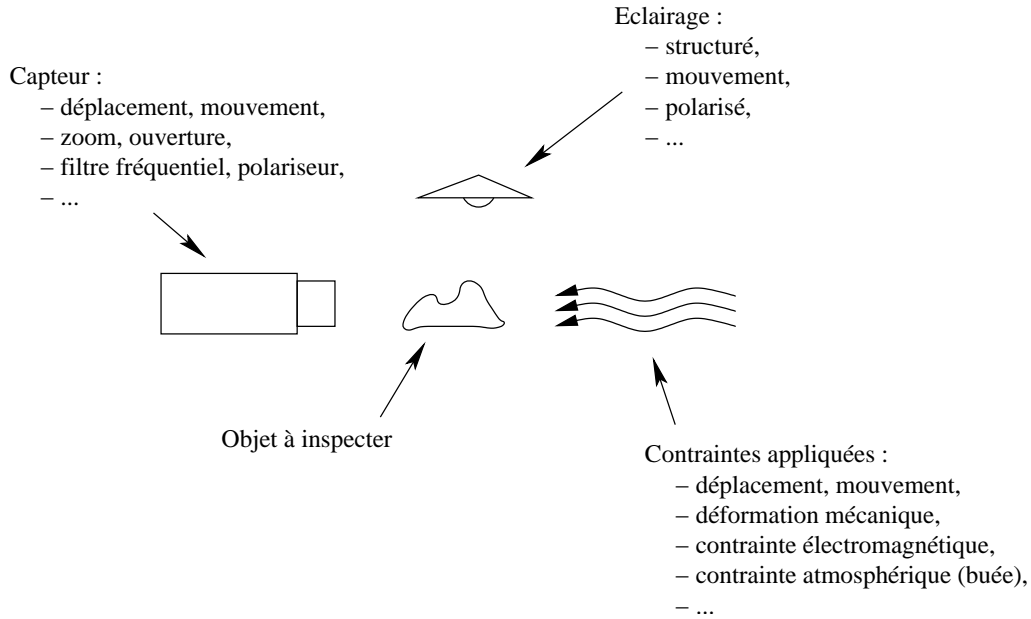 Eclairage :
– structuré,
– mouvement,
– polarisé,
– ...
Capteur :
– déplacement, mouvement,
– zoom, ouverture,
– filtre fréquentiel, polariseur,
– ...
Objet à inspecter
Contraintes appliquées :
– déplacement, mouvement,
– déformation mécanique,
– contrainte électromagnétique,
– contrainte atmosphérique (buée),
– ...